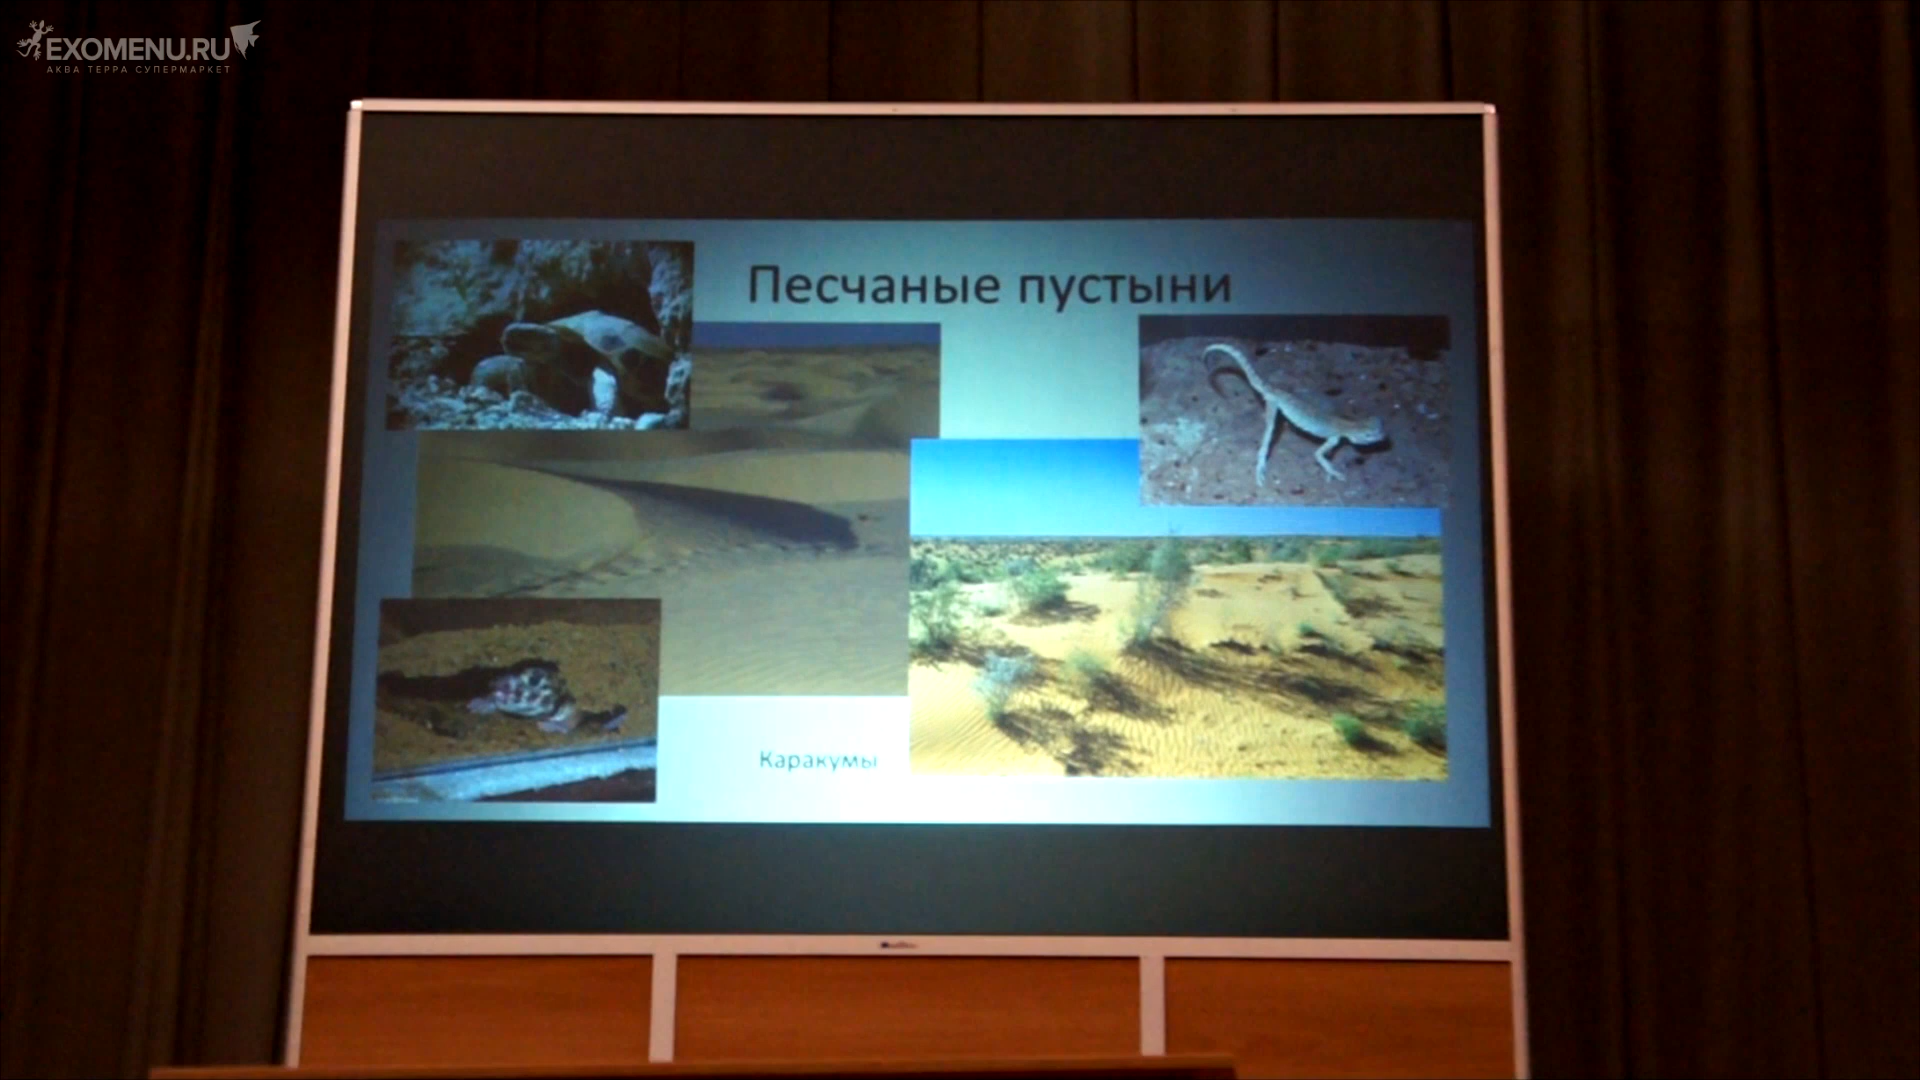 EXOMENU.RU
АКВА ТЕРРА СУПЕРМАРКЕТ
Песчаные пустыни
Каракумы